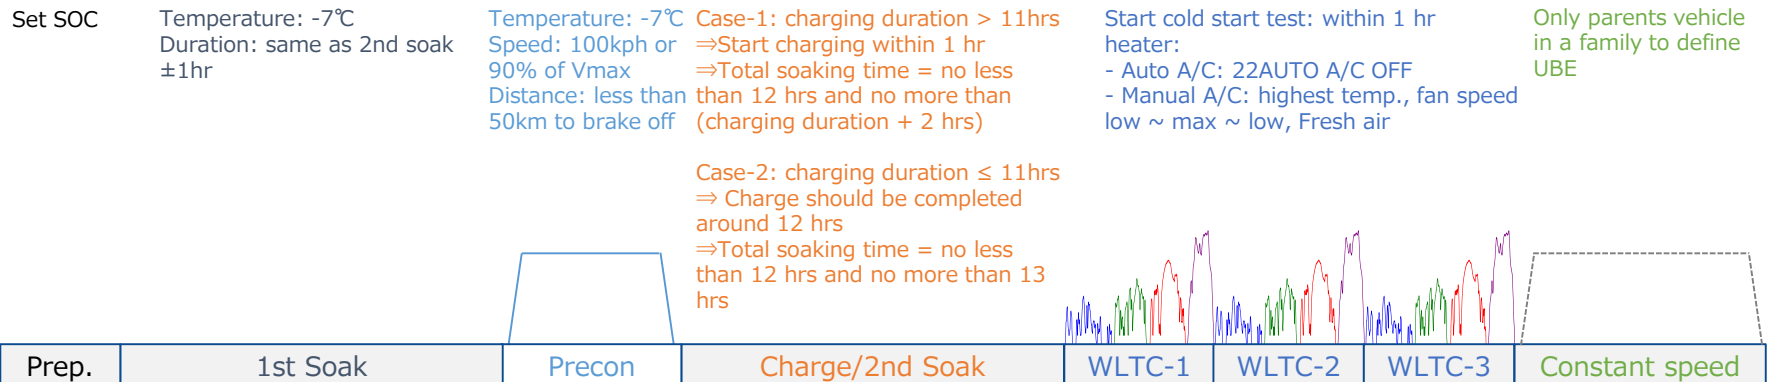 Set SOC
Temperature: -7℃
Duration: same as 2nd soak
±1hr
Temperature: -7℃
Speed: 100kph or
90% of Vmax
Distance: less than
50km to brake off
Case-1: charging duration > 11hrs
⇒Start charging within 1 hr
⇒Total soaking time = no less
than 12 hrs and no more than
(charging duration + 2 hrs)
Case-2: charging duration ≤ 11hrs
⇒ Charge should be completed
around 12 hrs
⇒Total soaking time = no less
than 12 hrs and no more than 13
hrs
Start cold start test: within 1 hr
heater:
- Auto A/C: 22AUTO A/C OFF
- Manual A/C: highest temp., fan speed
low ~ max ~ low, Fresh air
Only parents vehicle
in a family to define
UBE
Prep.
1st Soak
Precon
Charge/2nd Soak
WLTC-1
WLTC-2
WLTC-3
Constant speed